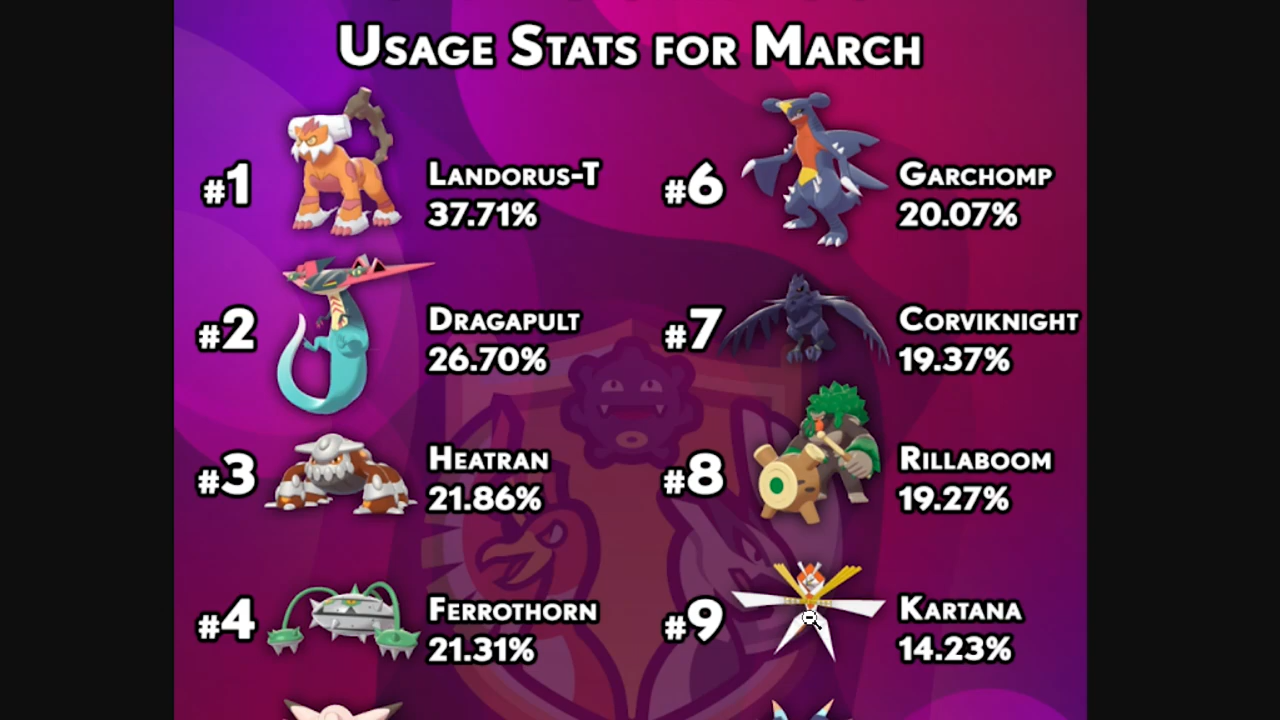 Usage Stats for March
#1
Landorus-T
37.71%
#2
Dragapult
26.70%
#3
Heatran
21.86%
#4
Ferrothorn
21.31%
#6
Garchomp
20.07%
#7
Corviknight
19.37%
#8
Rillaboom
19.27%
#9
Kartana
14.23%